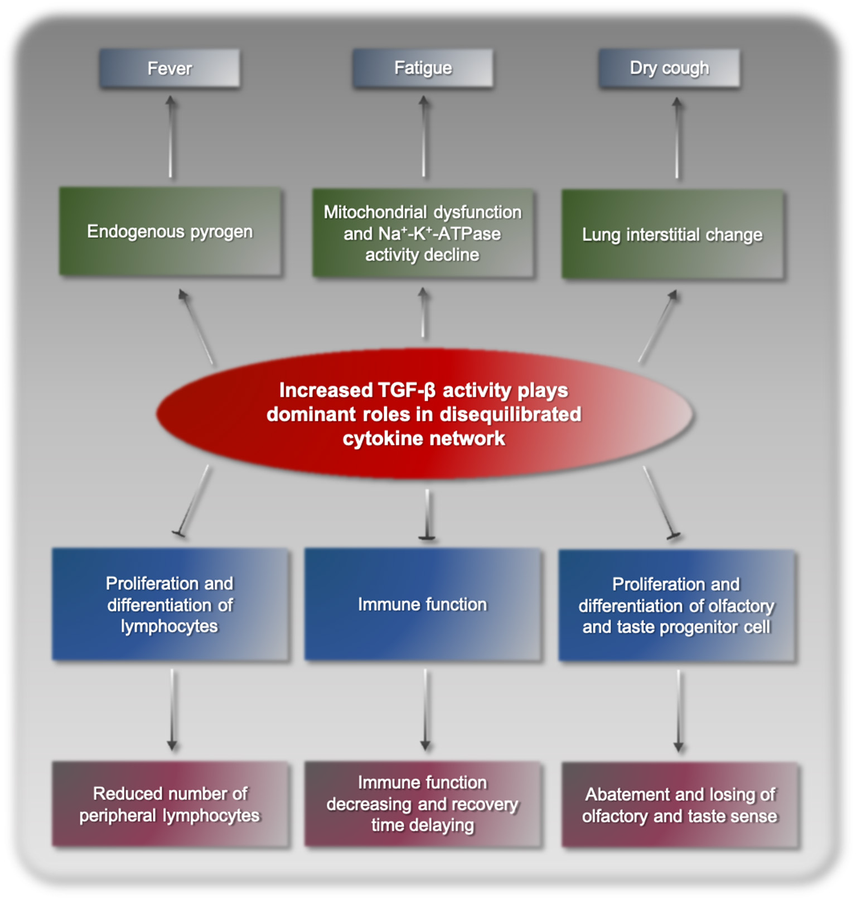 Fever
Fatigue
Dry cough
Endogenous pyrogen
Mitochondrial dysfunction
and Na⁺-K⁺-ATPase
activity decline
Lung interstitial change
Increased TGF-β activity plays
dominant roles in disequilibrated
cytokine network
Proliferation and
differentiation of
lymphocytes
Immune function
Proliferation and
differentiation of olfactory
and taste progenitor cell
Reduced number of
peripheral lymphocytes
Immune function
decreasing and recovery
time delaying
Abatement and losing of
olfactory and taste sense